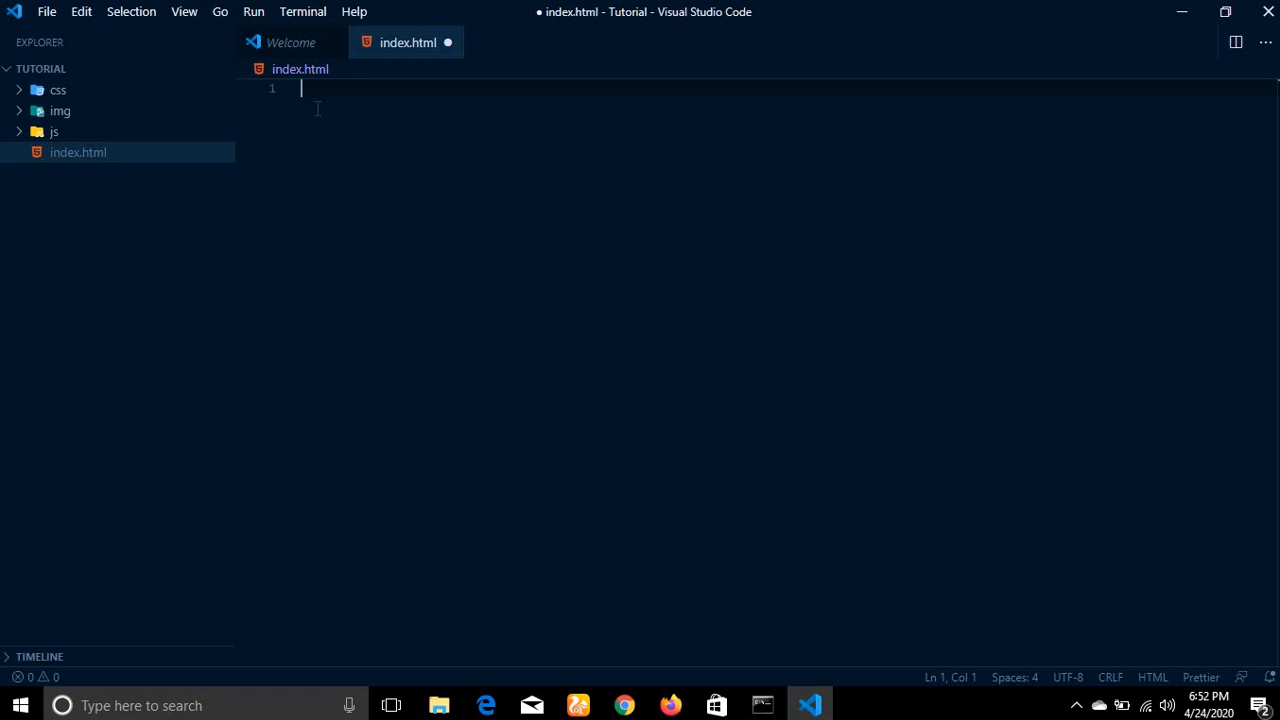 File Edit Selection View Go Run Terminal Help
● index.html - Tutorial - Visual Studio Code
EXPLORER
Welcome
index.html ●
TUTORIAL
index.html
css
1
img
js
index.html
TIMELINE
0 0
Ln 1, Col 1 Spaces: 4 UTF-8 CRLF HTML Prettier
Type here to search
6:52 PM
4/24/2020
2